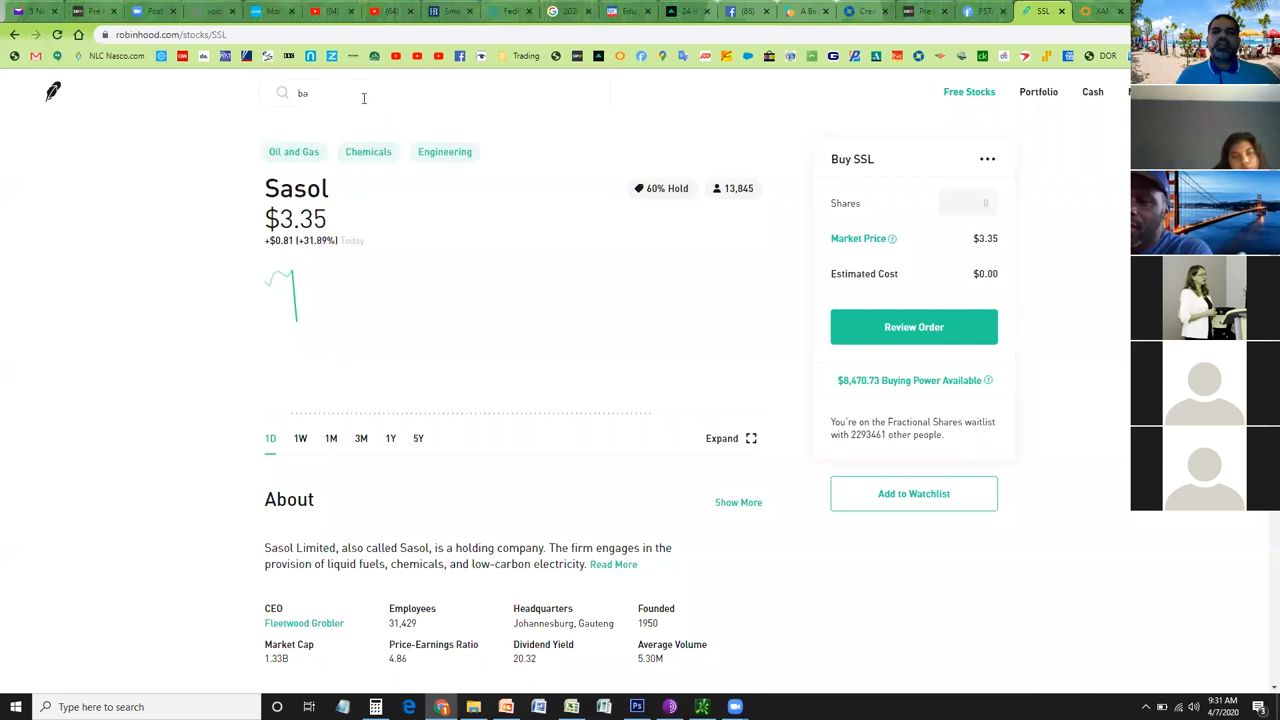 robinhood.com/stocks/SSL
NLC Nasco.com
Trading
DOR
ba
Free Stocks
Portfolio
Cash
Oil and Gas
Chemicals
Engineering
Sasol
60% Hold
13,845
$3.35
+$0.81 (+31.89%) Today
Buy SSL
Shares
0
Market Price
$3.35
Estimated Cost
$0.00
Review Order
$8,470.73 Buying Power Available
You're on the Fractional Shares waitlist
with 2293461 other people.
Add to Watchlist
1D 1W 1M 3M 1Y 5Y
Expand
About
Show More
Sasol Limited, also called Sasol, is a holding company. The firm engages in the
provision of liquid fuels, chemicals, and low-carbon electricity. Read More
CEO
Fleetwood Grobler
Employees
31,429
Headquarters
Johannesburg, Gauteng
Founded
1950
Market Cap
1.33B
Price-Earnings Ratio
4.86
Dividend Yield
20.32
Average Volume
5.30M
Type here to search
9:31 AM
4/7/2020